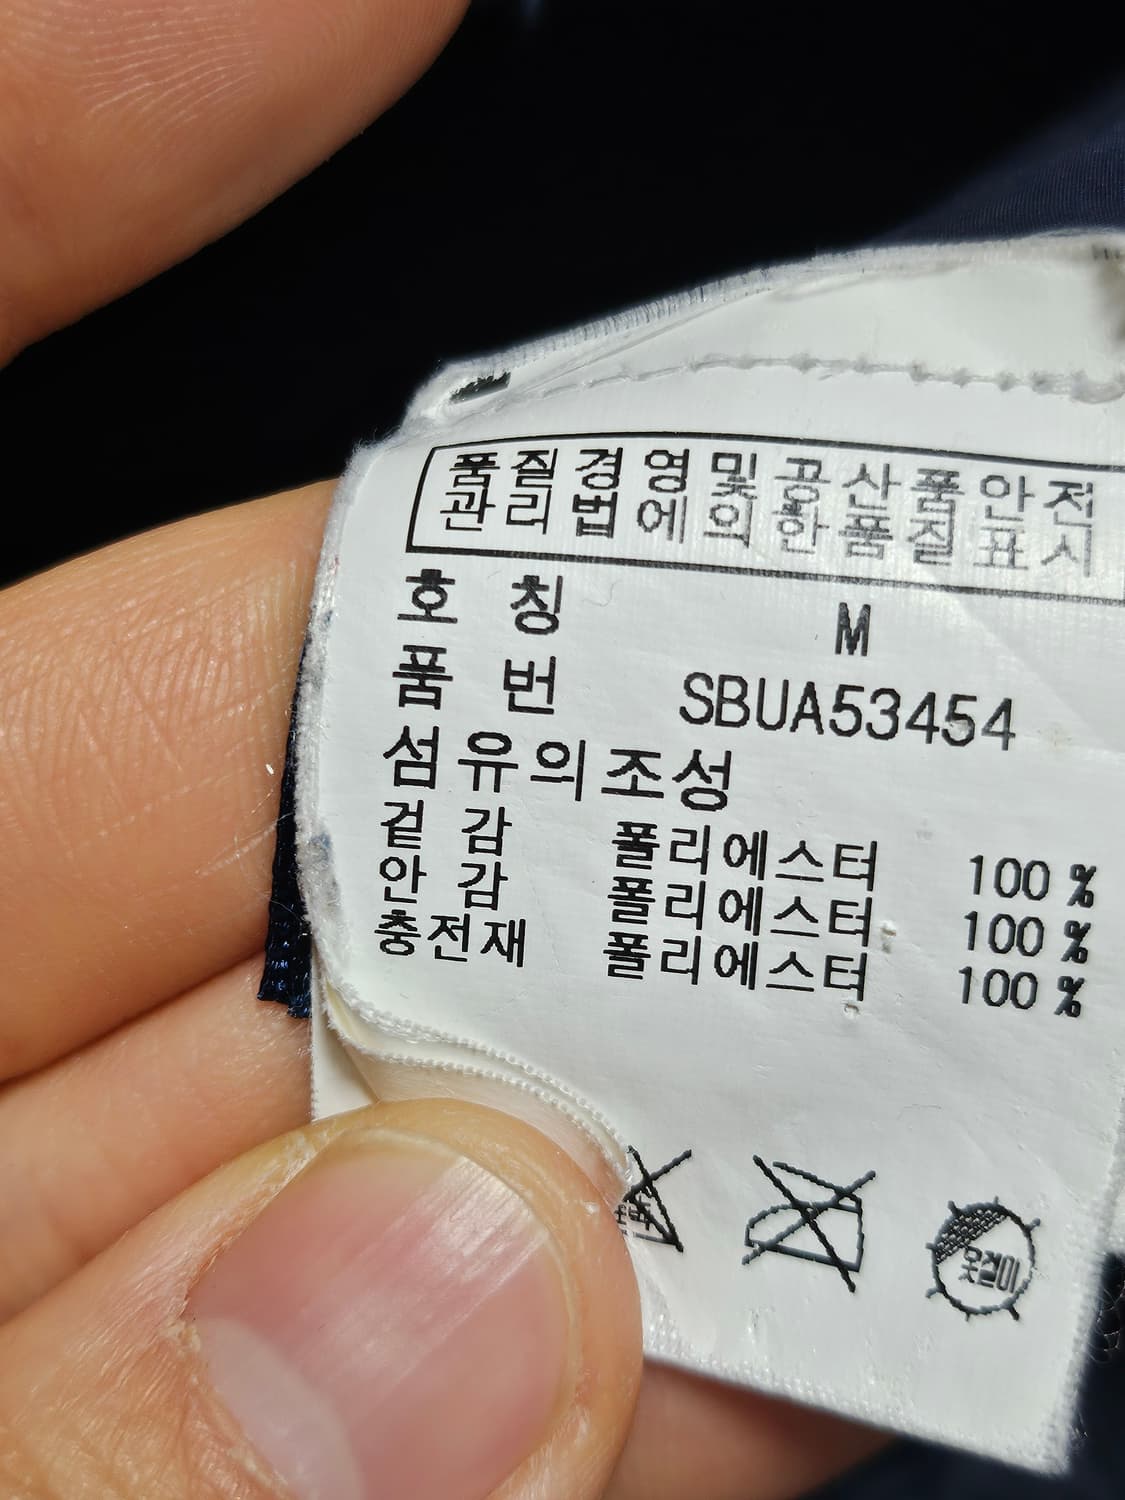 품질경영및공산품안전
관리법에의한품질표시
호 칭 M
품 번 SBUA53454
섬유의조성
겉 감 폴리에스터 100 %
안 감 폴리에스터 100 %
충전재 폴리에스터 100 %
옷걸이